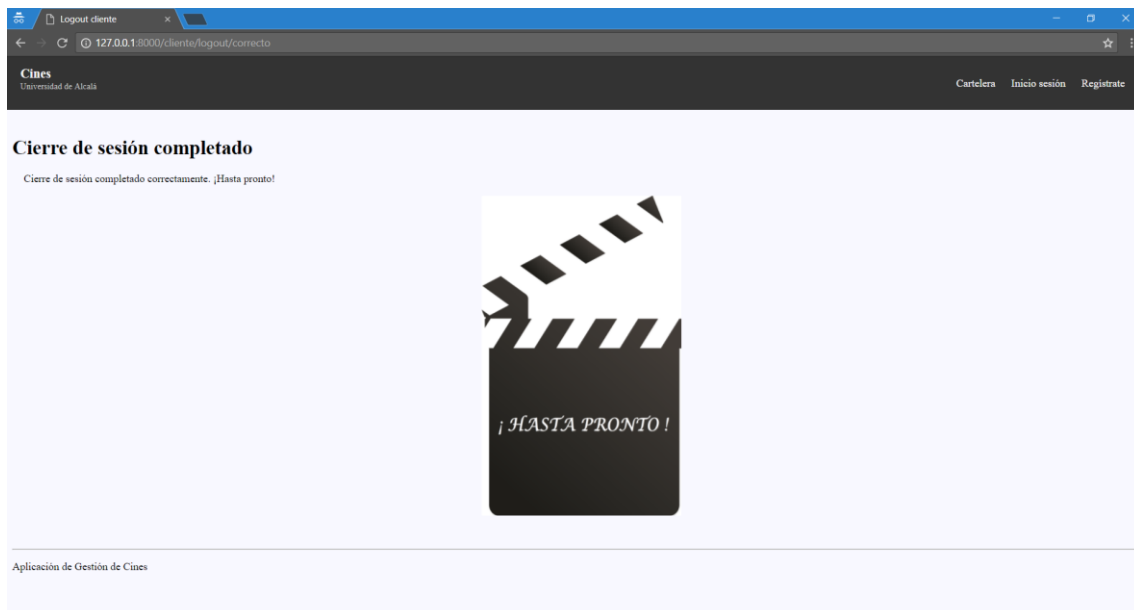 Logout cliente
127.0.0.1:8000/cliente/logout/correcto
Cines
Universidad de Alcalá
Cartelera Inicio sesión Regístrate
Cierre de sesión completado
Cierre de sesión completado correctamente. ¡Hasta pronto!
¡ HASTA PRONTO !
Aplicación de Gestión de Cines